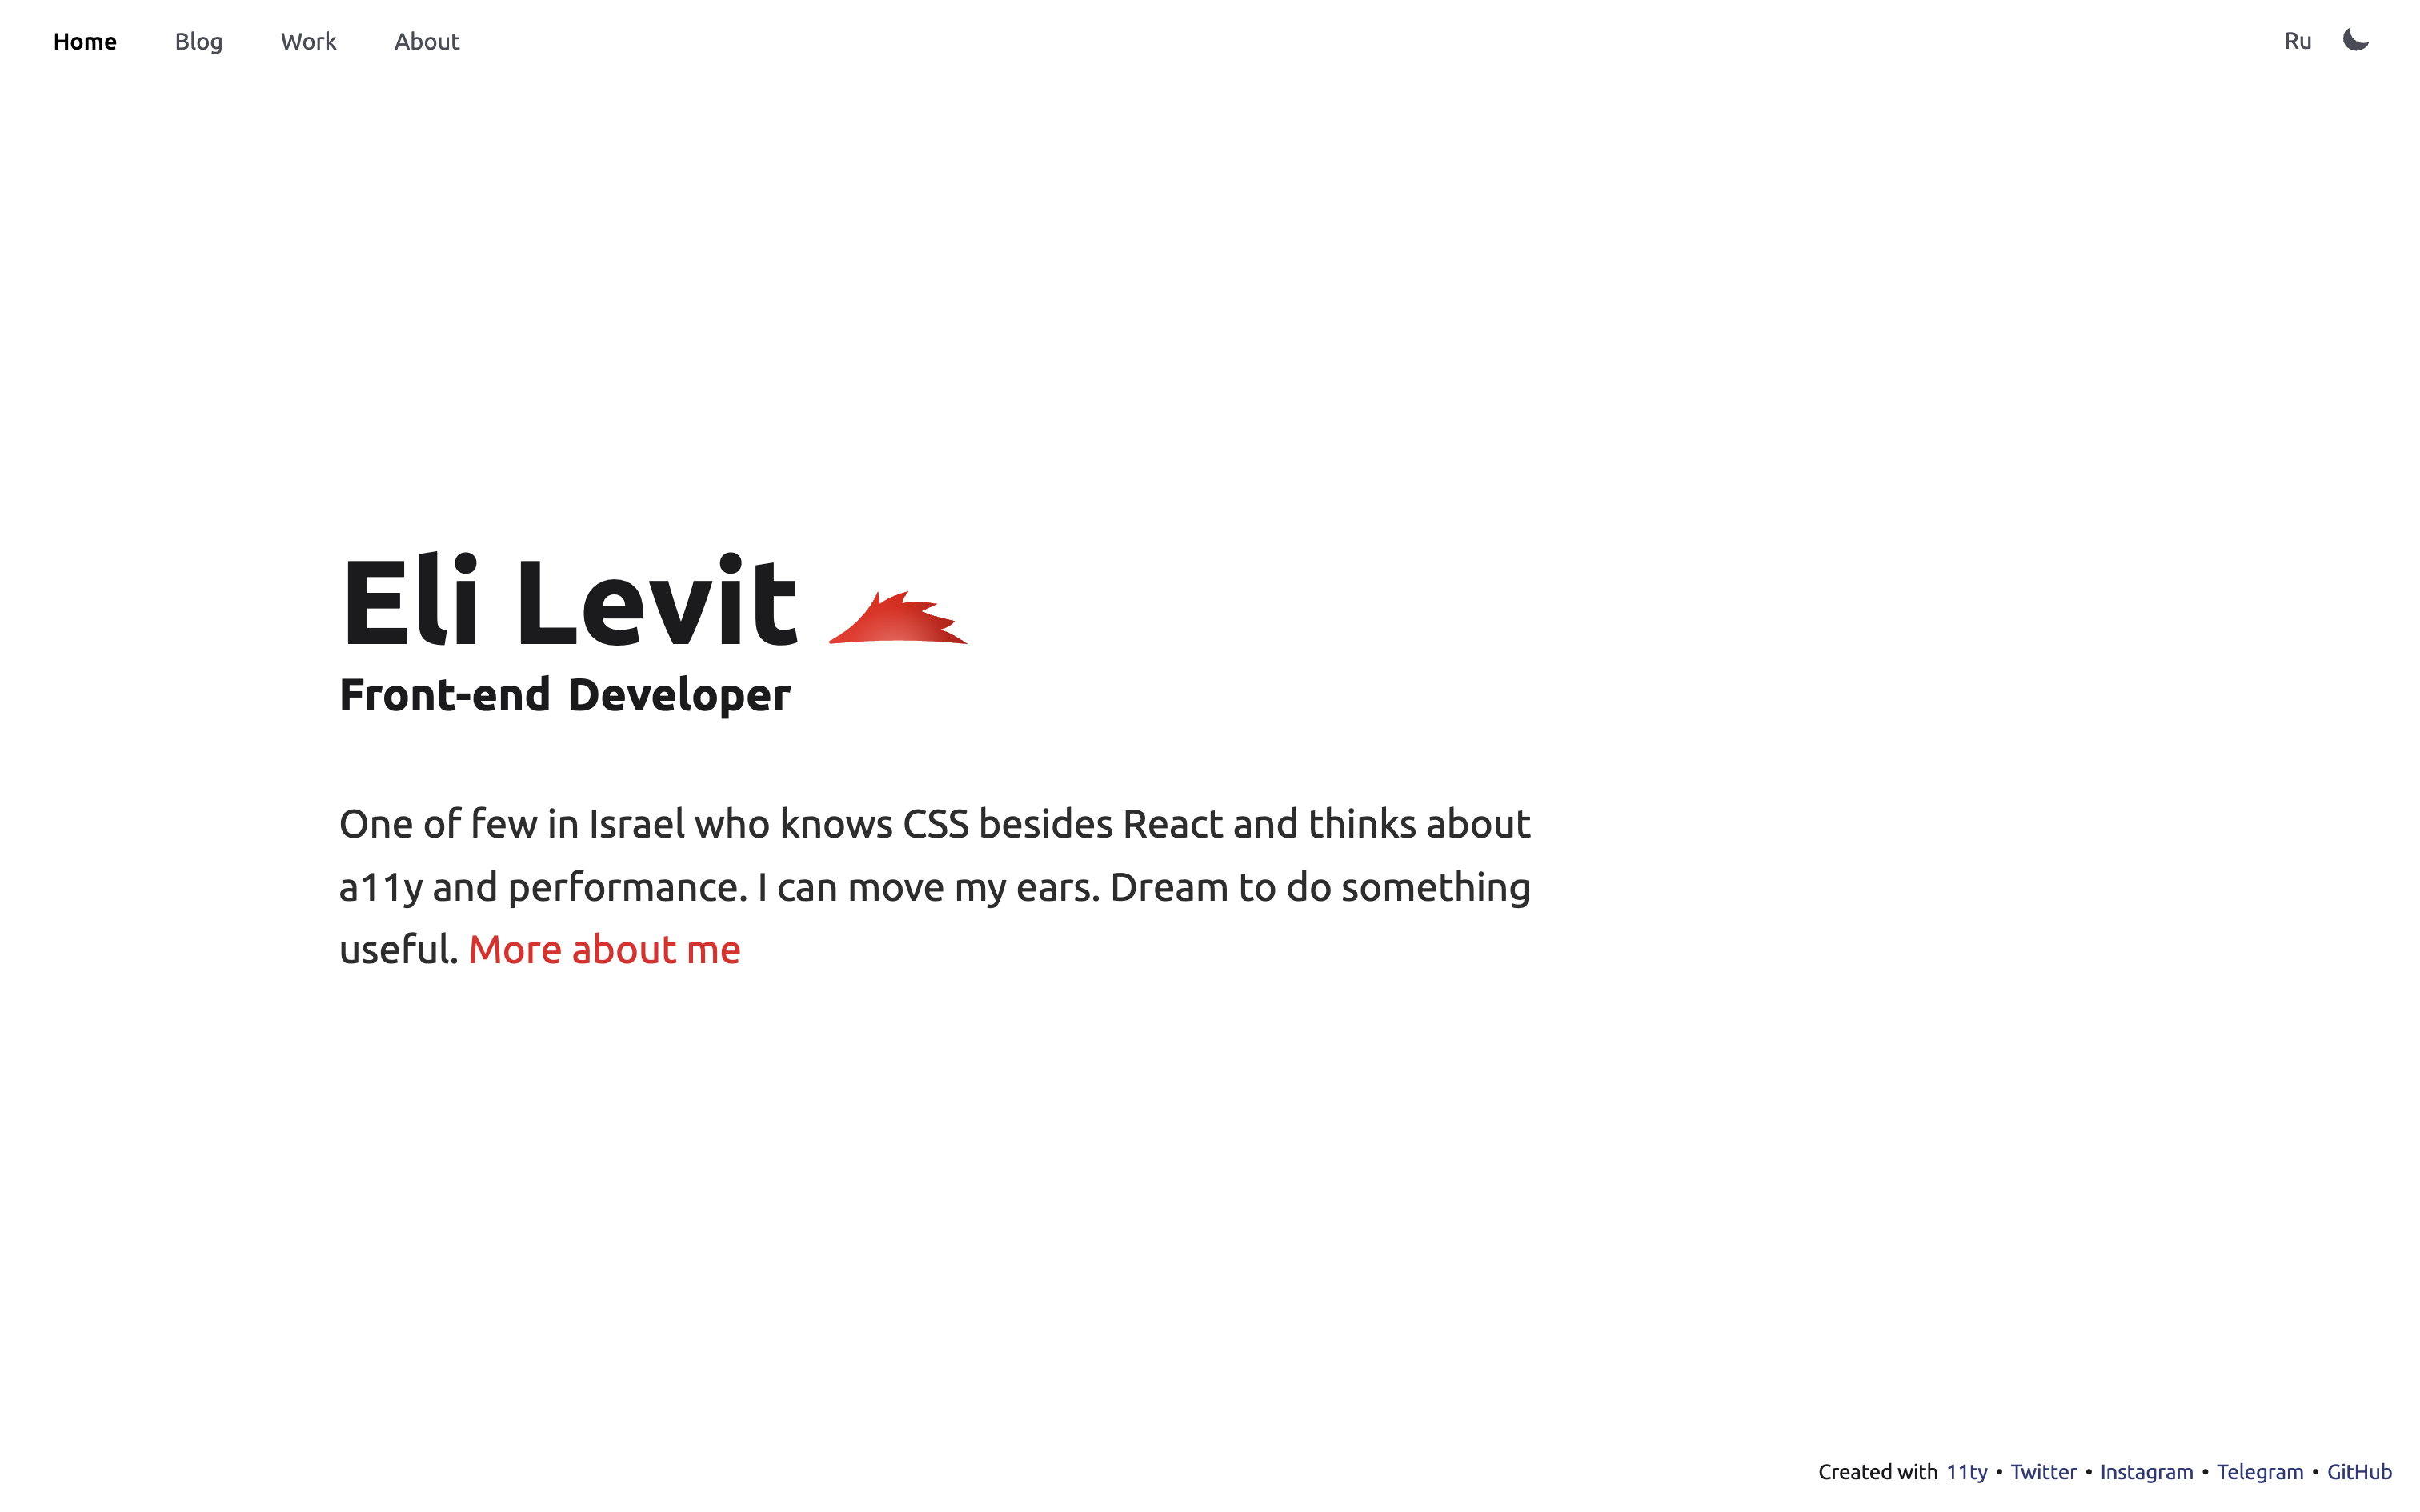 Home Blog Work About Ru
Eli Levit
Front-end Developer
One of few in Israel who knows CSS besides React and thinks about
a11y and performance. I can move my ears. Dream to do something
useful. More about me
Created with 11ty • Twitter • Instagram • Telegram • GitHub